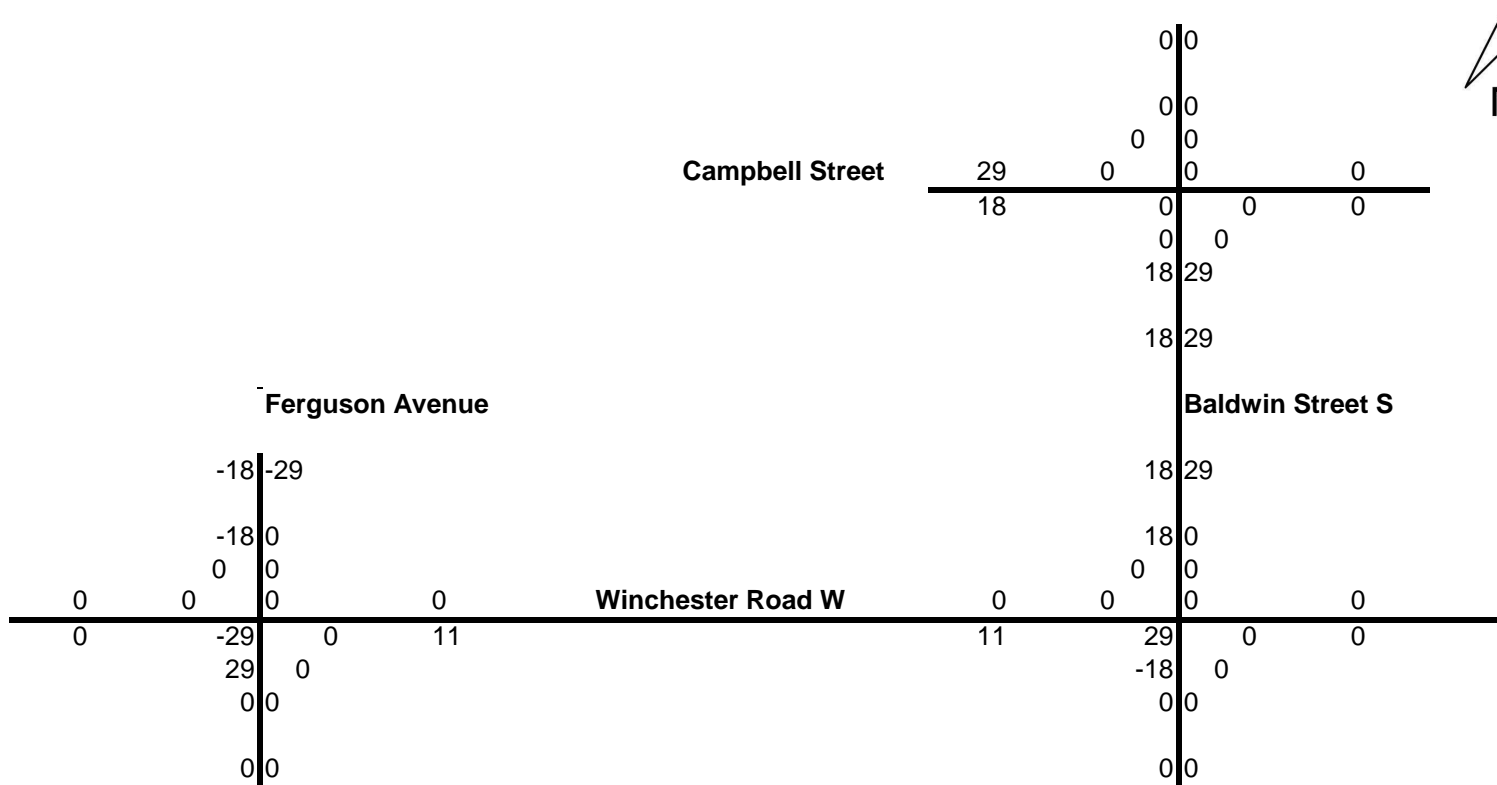 0 0
0 0
0 0
Campbell Street 29 0 0 0
18 0 0 0
0 0
18 29
18 29
Ferguson Avenue Baldwin Street S
-18 -29 18 29
-18 0 18 0
0 0 0 0
0 0 0 0 Winchester Road W 0 0 0 0
0 -29 0 11 11 29 0 0
29 0 -18 0
0 0 0 0
0 0 0 0